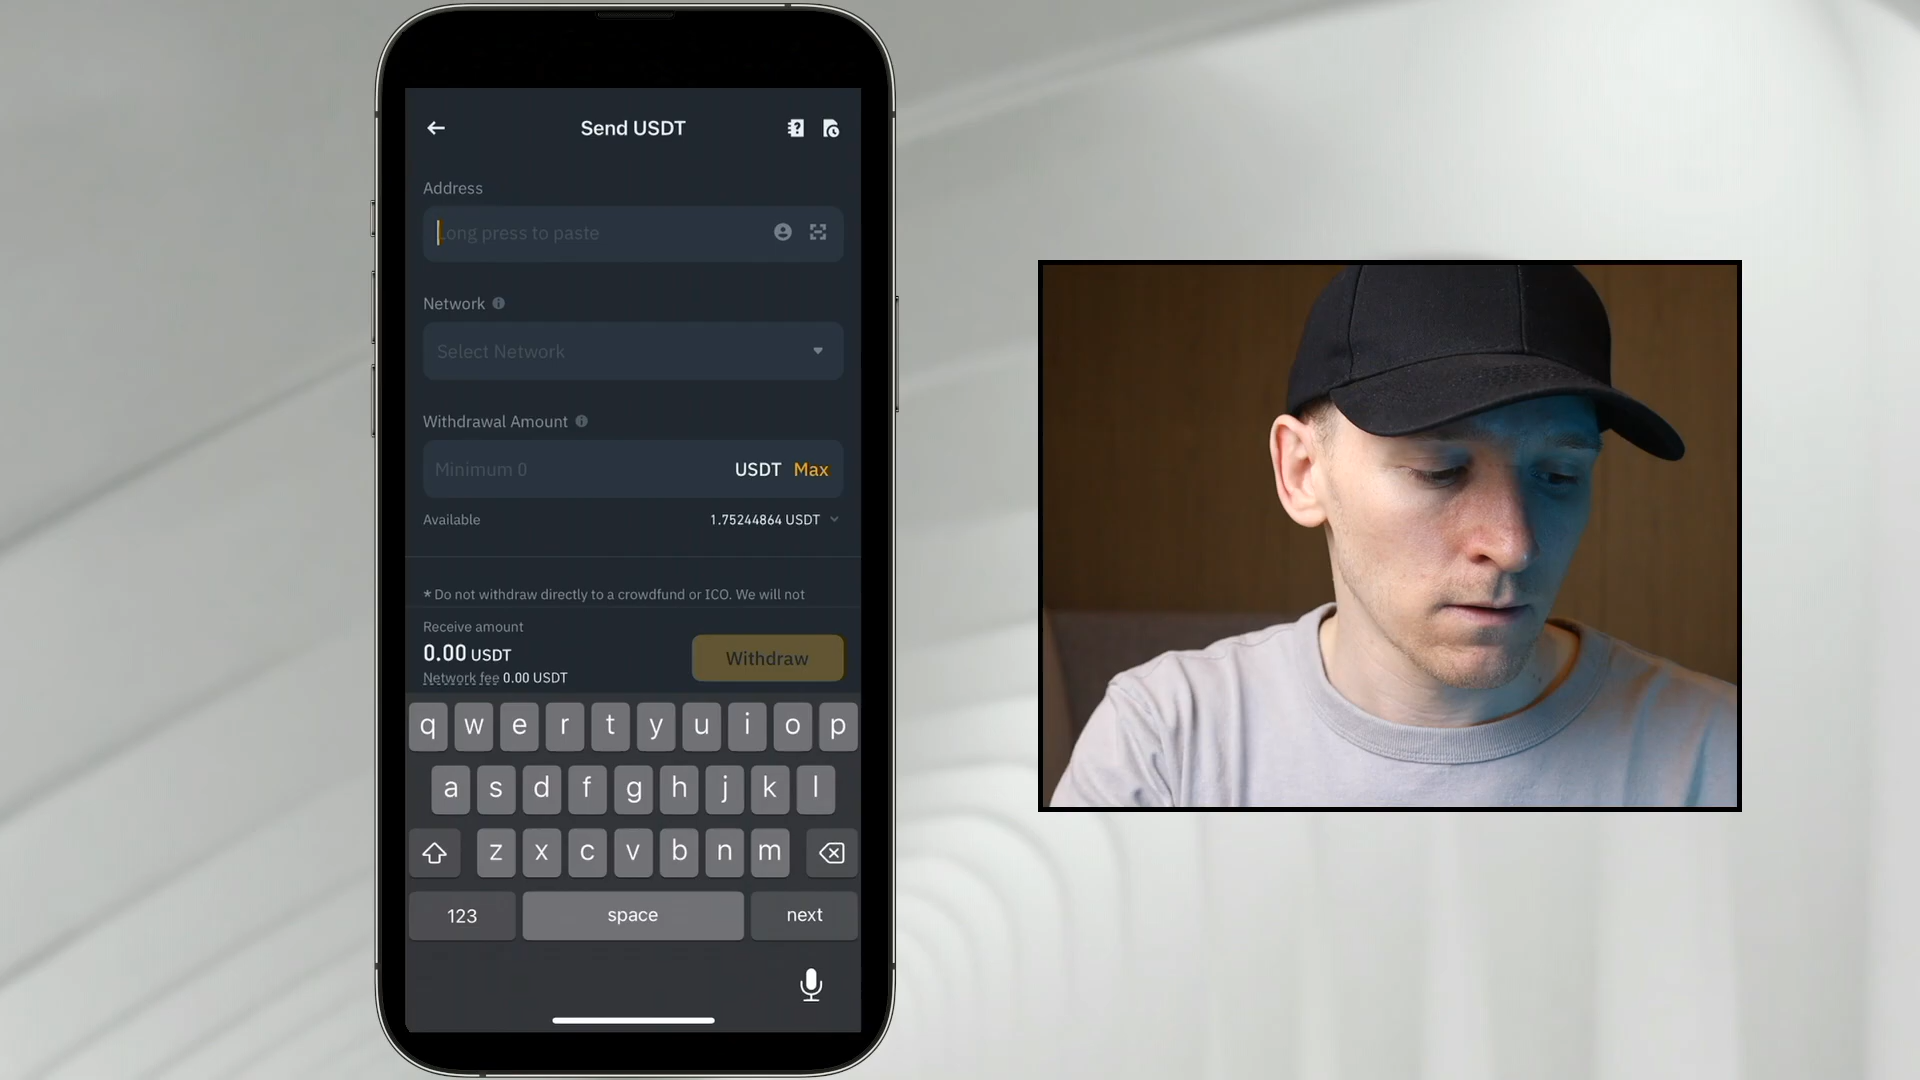 Send USDT
Address
Long press to paste
Network
Select Network
Withdrawal Amount
Minimum 0 USDT Max
Available 1.75244864 USDT
* Do not withdraw directly to a crowdfund or ICO. We will not
Receive amount
0.00 USDT
Network fee 0.00 USDT
Withdraw
q w e r t y u i o p
a s d f g h j k l
z x c v b n m
123 space next